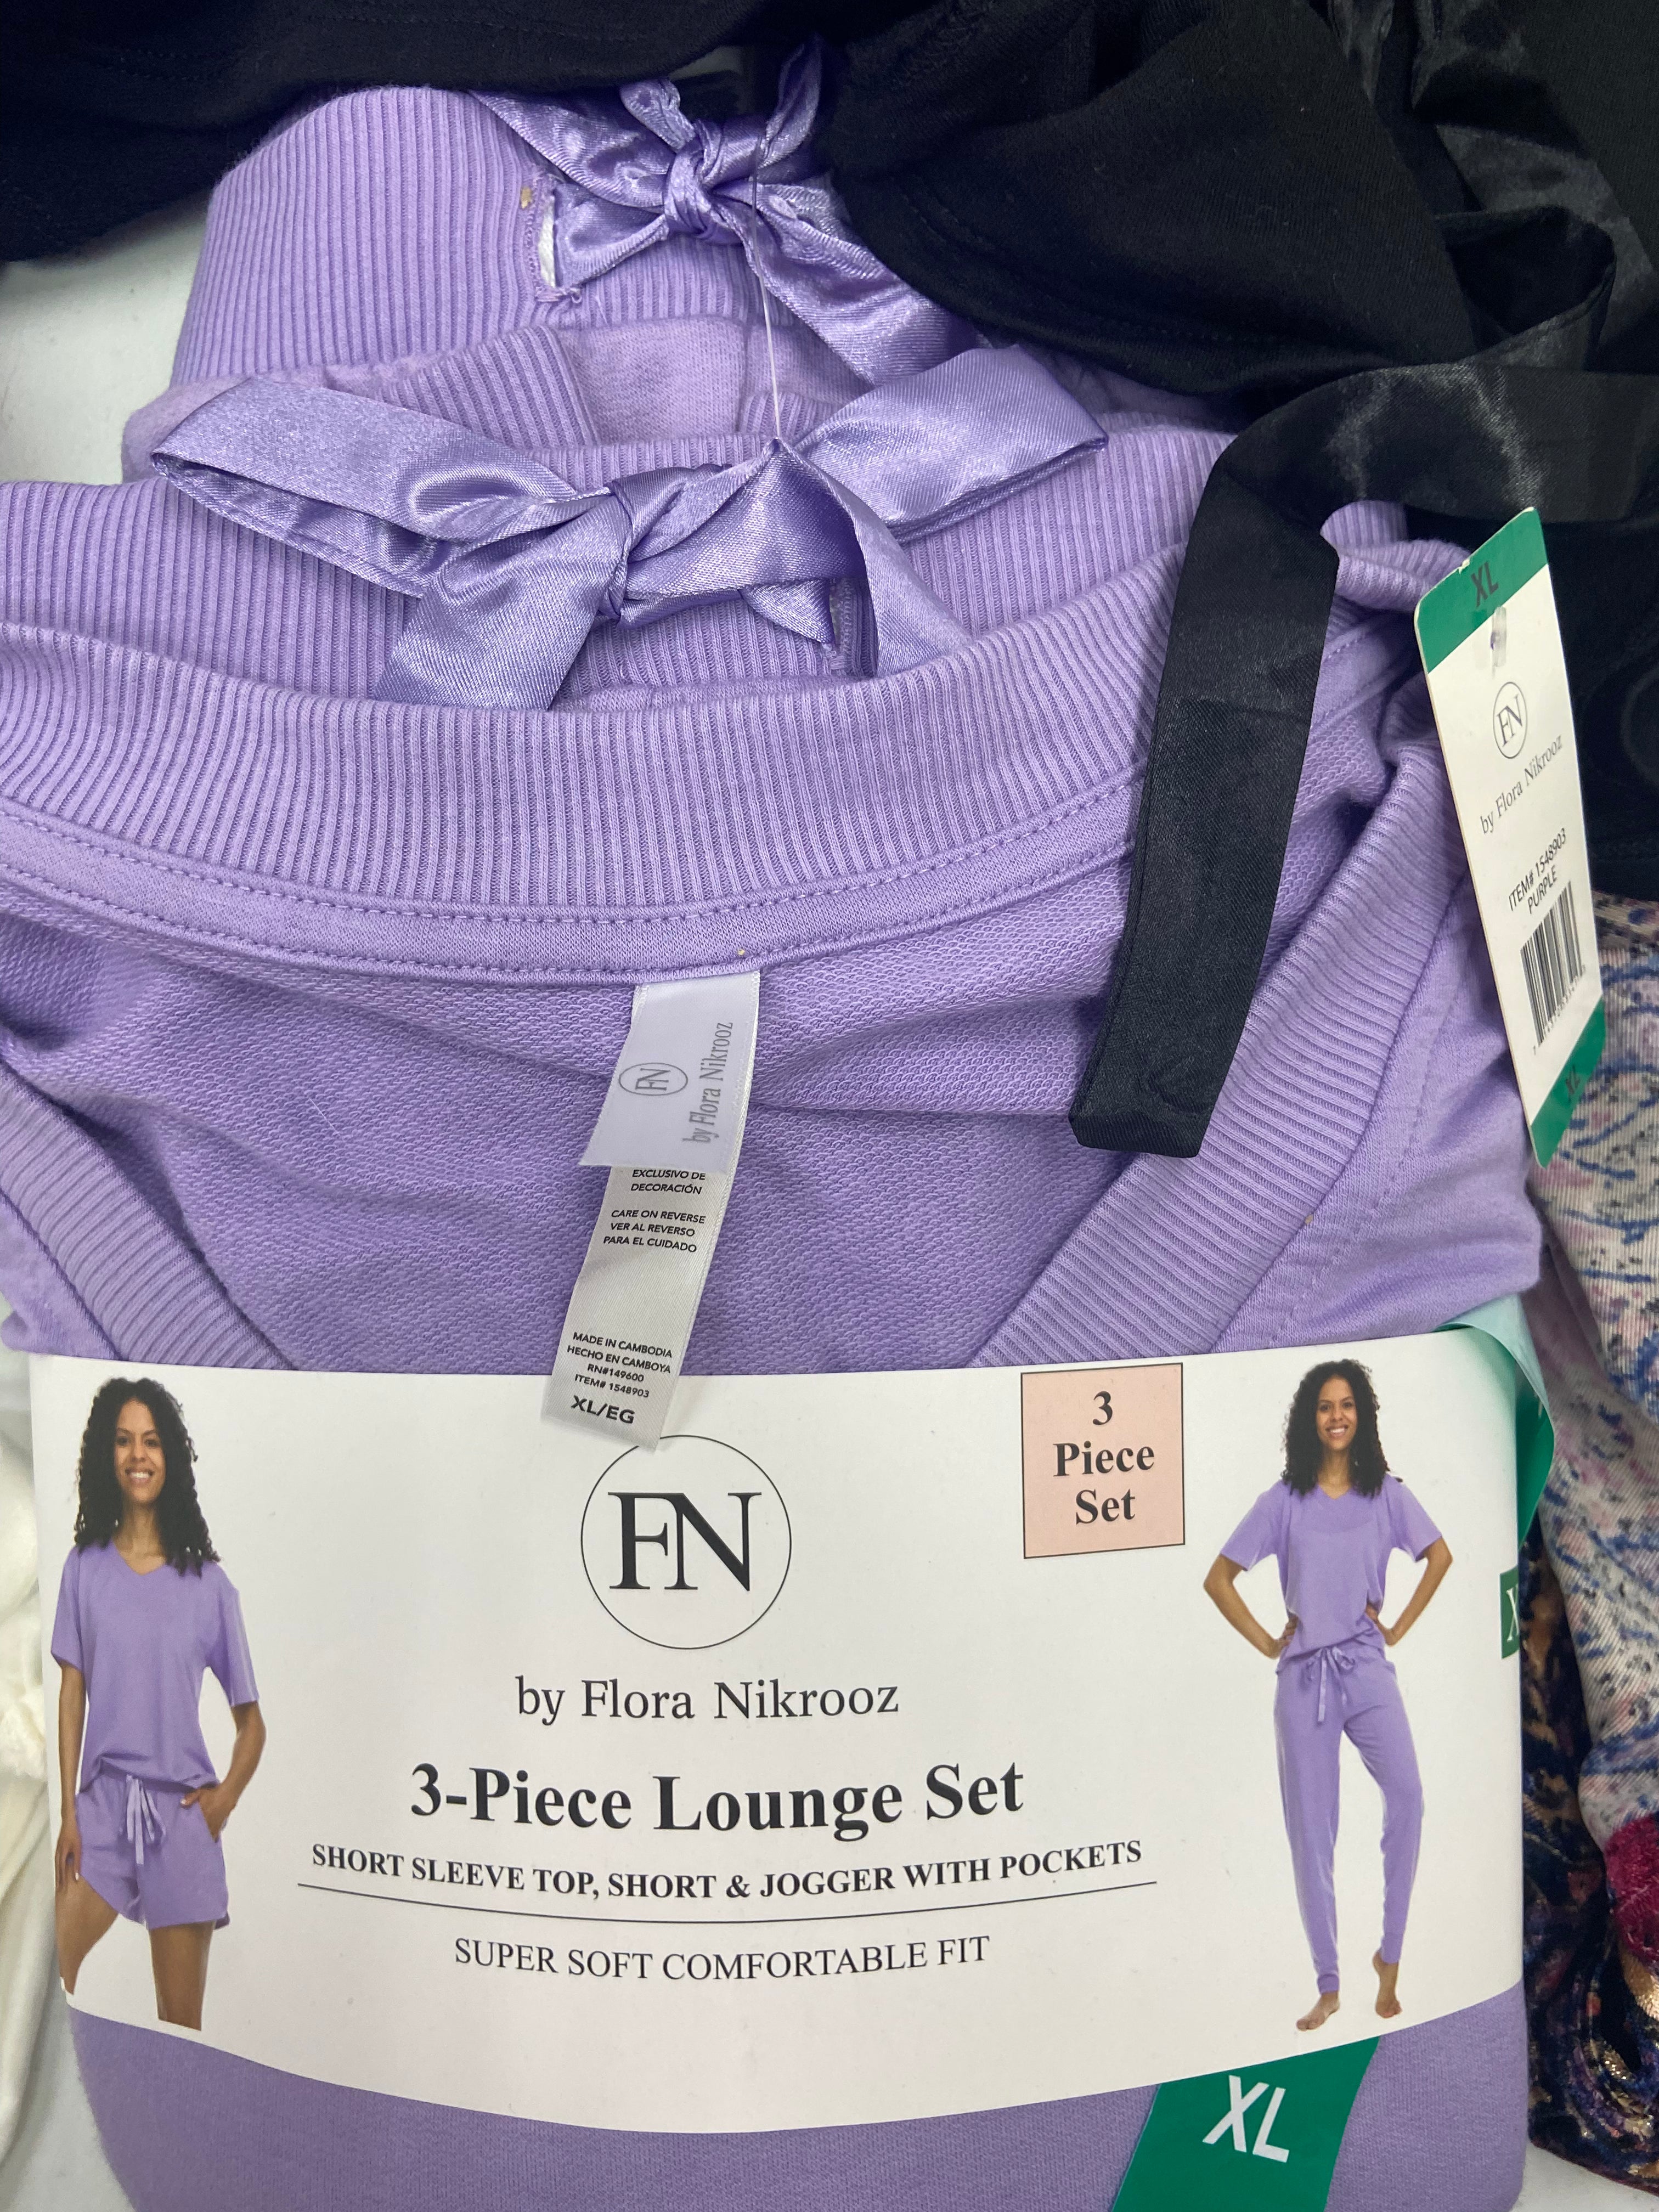 XL
FN
by Flora Nikrooz
ITEM# 1548903
PURPLE
XL
FN
by Flora Nikrooz
EXCLUSIVO DE
DECORACIÓN
CARE ON REVERSE
VER AL REVERSO
PARA EL CUIDADO
MADE IN CAMBODIA
HECHO EN CAMBOYA
RN#149600
ITEM# 1548903
XL/EG
3
Piece
Set
FN
by Flora Nikrooz
3-Piece Lounge Set
SHORT SLEEVE TOP, SHORT & JOGGER WITH POCKETS
SUPER SOFT COMFORTABLE FIT
XL